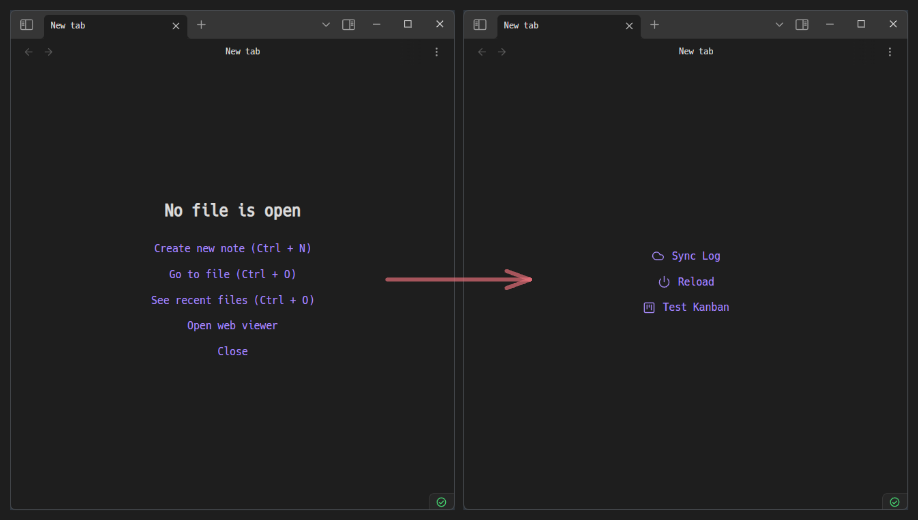 New tab
New tab
No file is open
Create new note (Ctrl + N)
Go to file (Ctrl + O)
See recent files (Ctrl + O)
Open web viewer
Close
New tab
New tab
Sync Log
Reload
Test Kanban